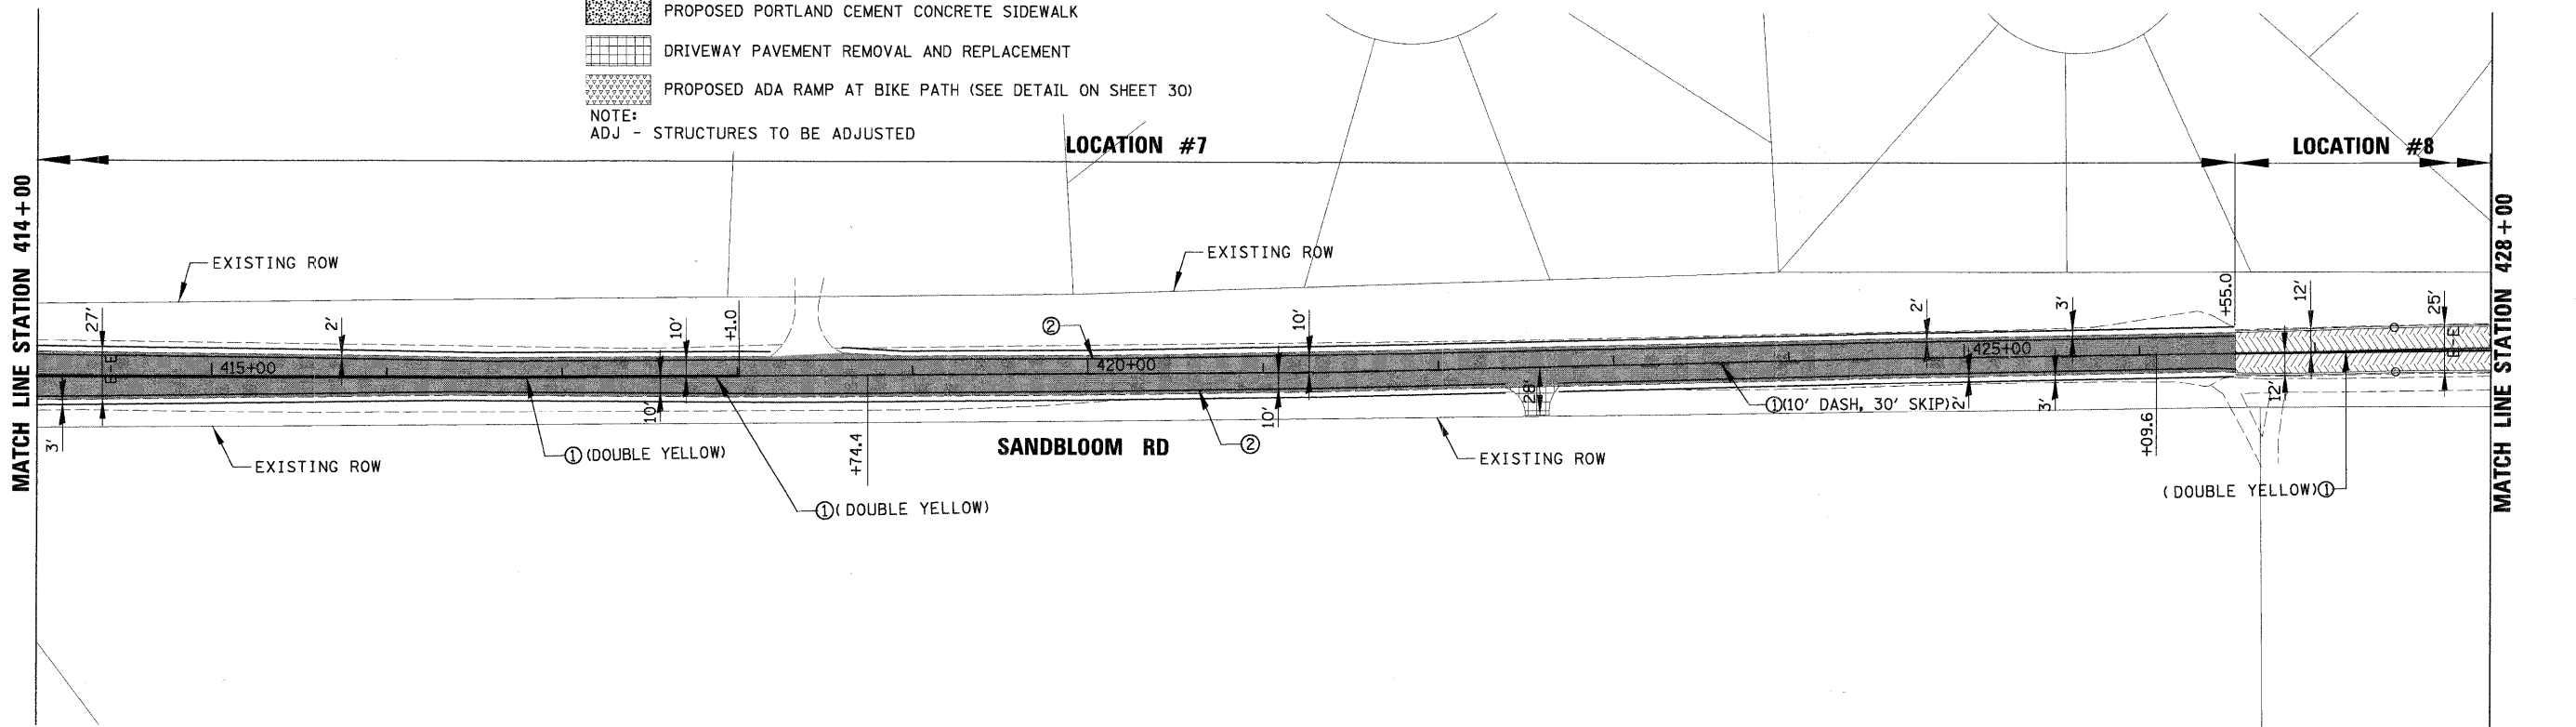 PROPOSED PORTLAND CEMENT CONCRETE SIDEWALK
DRIVEWAY PAVEMENT REMOVAL AND REPLACEMENT
PROPOSED ADA RAMP AT BIKE PATH (SEE DETAIL ON SHEET 30)
NOTE:
ADJ - STRUCTURES TO BE ADJUSTED
LOCATION #7
LOCATION #8
MATCH LINE STATION 414+00
MATCH LINE STATION 428+00
EXISTING ROW
EXISTING ROW
27'
E-E
2'
10'
+1.0
②
10'
2'
3'
+55.0
12'
25'
E-E
415+00
420+00
425+00
3'
10'
+74.4
10'
28'
①(10' DASH, 30' SKIP)
2'
3'
+09.6
12'
EXISTING ROW
① (DOUBLE YELLOW)
①(DOUBLE YELLOW)
SANDBLOOM RD
②
EXISTING ROW
(DOUBLE YELLOW)①